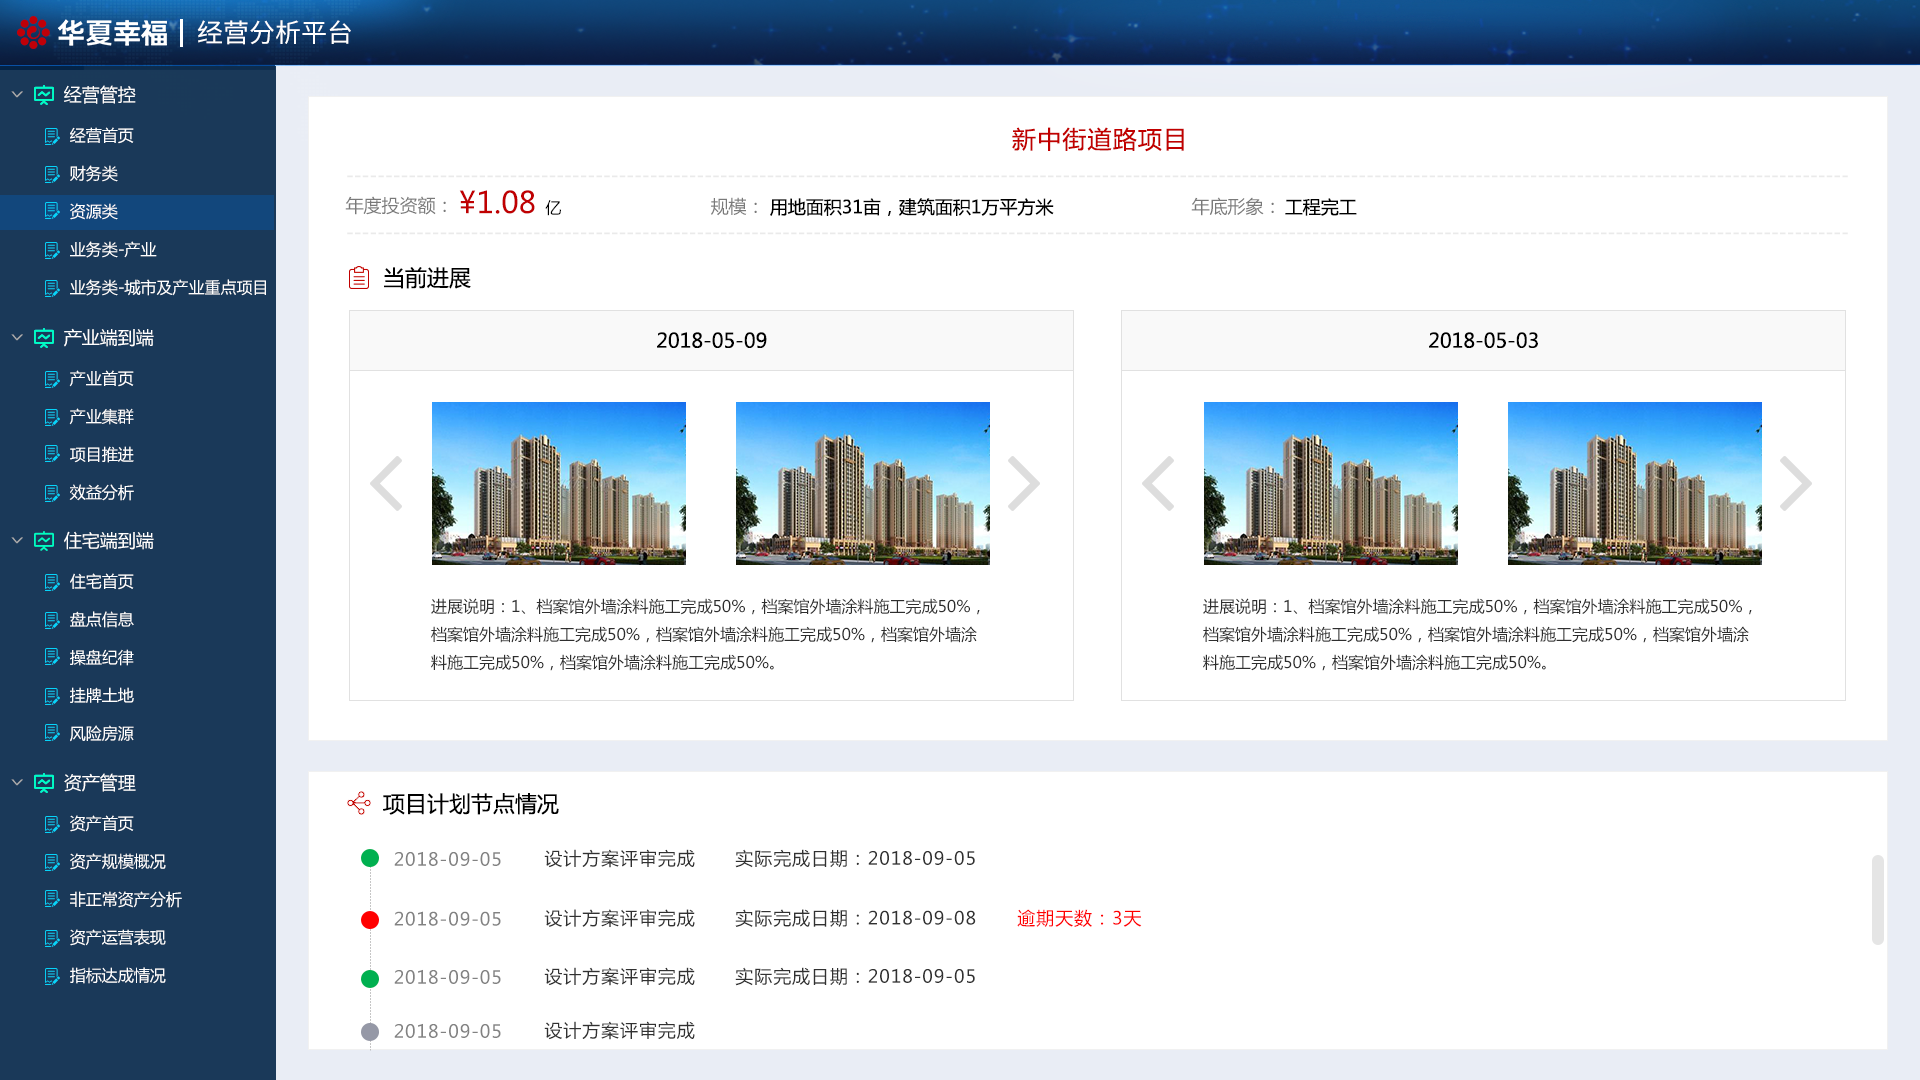 华夏幸福 | 经营分析平台
经营管控
经营首页
财务类
资源类
业务类-产业
业务类-城市及产业重点项目
产业端到端
产业首页
产业集群
项目推进
效益分析
住宅端到端
住宅首页
盘点信息
操盘纪律
挂牌土地
风险房源
资产管理
资产首页
资产规模概况
非正常资产分析
资产运营表现
指标达成情况
新中街道路项目
年度投资额： ¥1.08 亿 规模： 用地面积31亩，建筑面积1万平方米 年底形象： 工程完工
当前进展
2018-05-09
进展说明：1、档案馆外墙涂料施工完成50%，档案馆外墙涂料施工完成50%，
档案馆外墙涂料施工完成50%，档案馆外墙涂料施工完成50%，档案馆外墙涂
料施工完成50%，档案馆外墙涂料施工完成50%。
2018-05-03
进展说明：1、档案馆外墙涂料施工完成50%，档案馆外墙涂料施工完成50%，
档案馆外墙涂料施工完成50%，档案馆外墙涂料施工完成50%，档案馆外墙涂
料施工完成50%，档案馆外墙涂料施工完成50%。
项目计划节点情况
2018-09-05 设计方案评审完成 实际完成日期：2018-09-05
2018-09-05 设计方案评审完成 实际完成日期：2018-09-08 逾期天数：3天
2018-09-05 设计方案评审完成 实际完成日期：2018-09-05
2018-09-05 设计方案评审完成